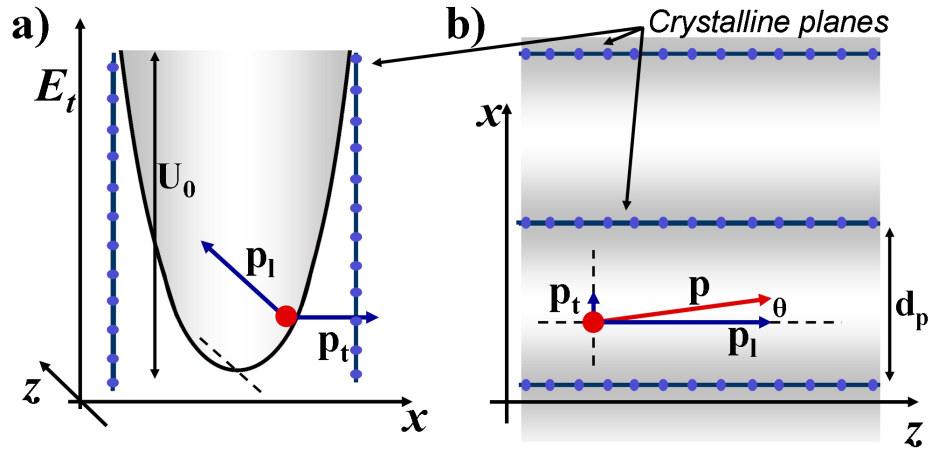 a)
b)
Crystalline planes
E_t
U_0
p_l
p_t
z
x
x
p_t
p
θ
p_l
d_p
z